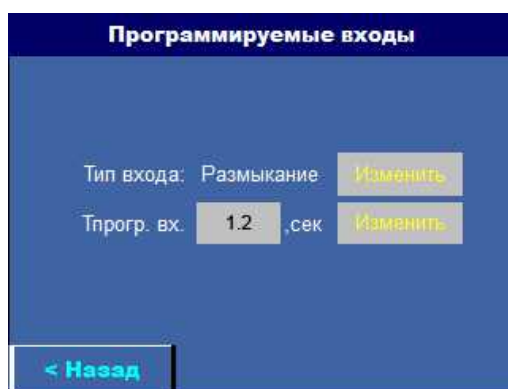 Программируемые входы
Тип входа: Размыкание Изменить
Тпрогр. вх. 1.2 ,сек Изменить
< Назад